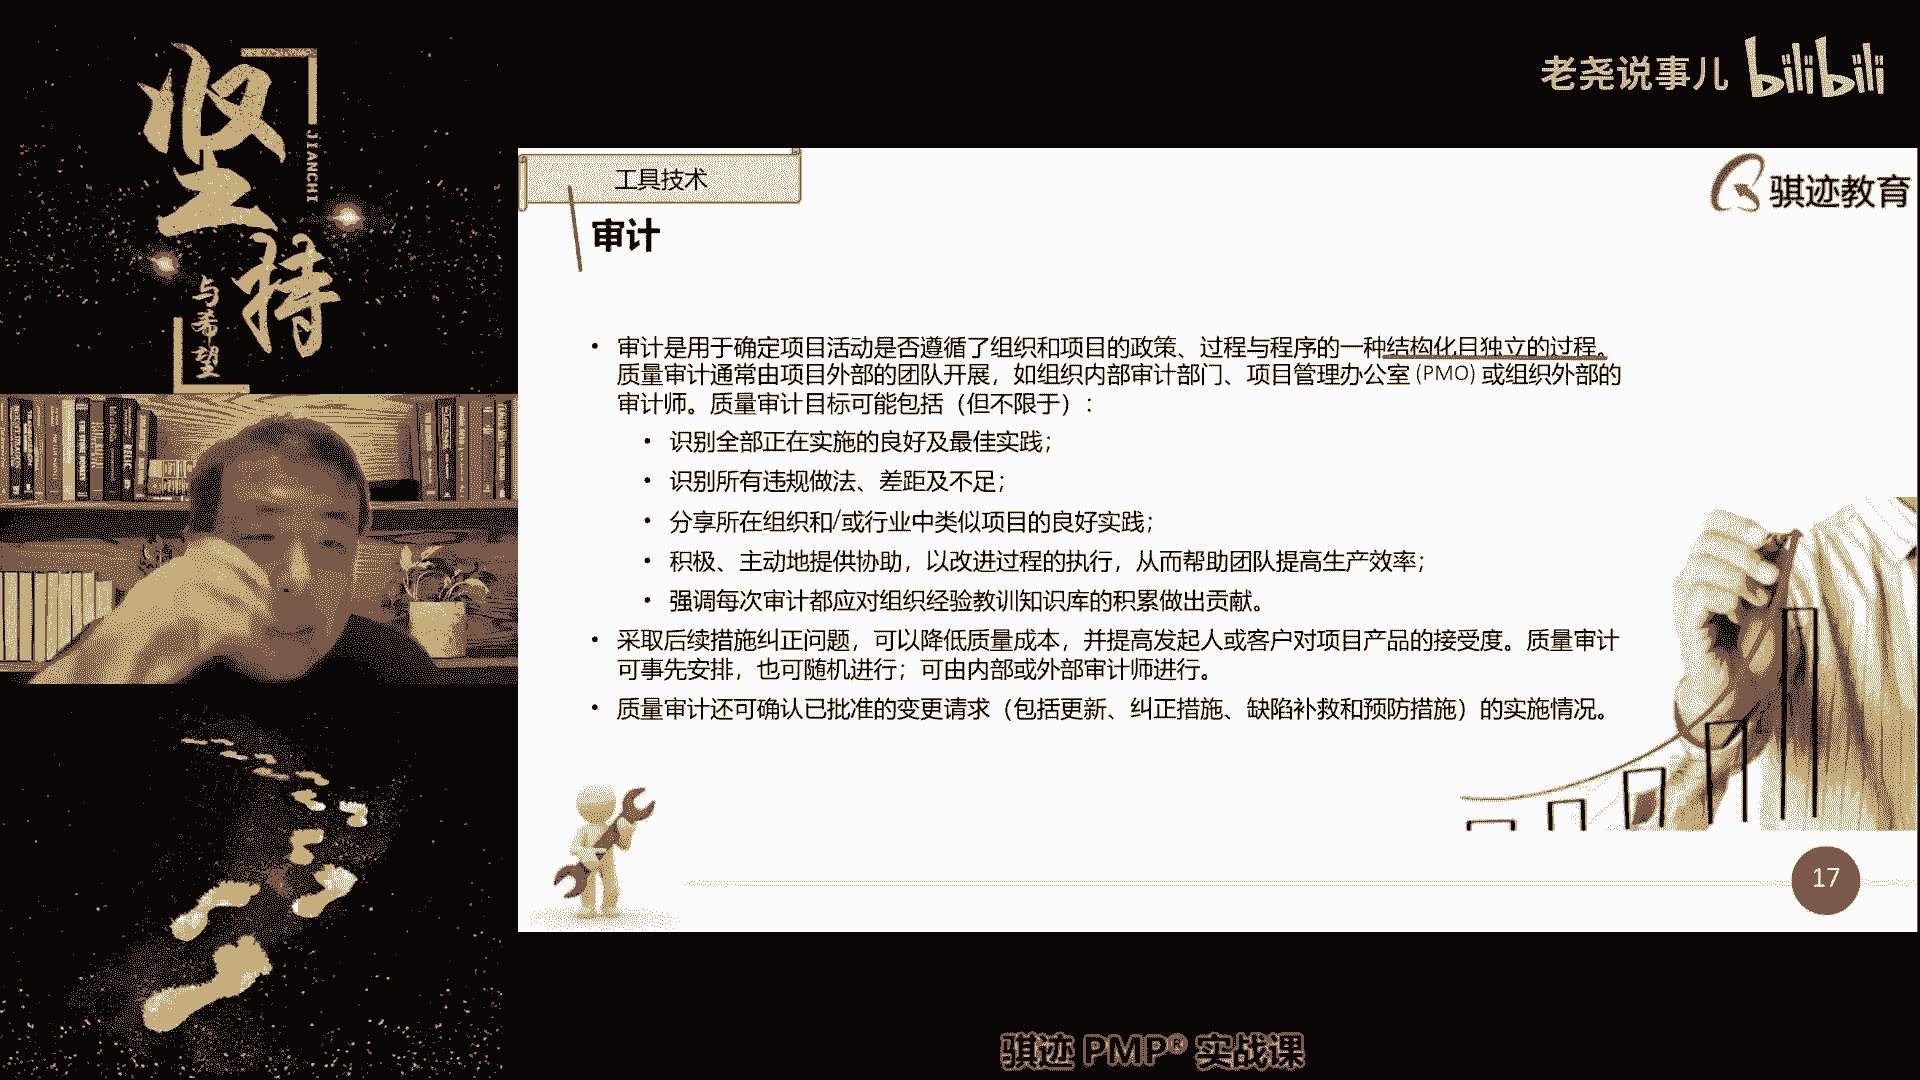 坚持
JIANCHI
与希望
老尧说事儿 bilibili
工具技术
骐迹教育
审计
• 审计是用于确定项目活动是否遵循了组织和项目的政策、过程与程序的一种结构化且独立的过程。
质量审计通常由项目外部的团队开展，如组织内部审计部门、项目管理办公室 (PMO) 或组织外部的
审计师。质量审计目标可能包括（但不限于）：
• 识别全部正在实施的良好及最佳实践；
• 识别所有违规做法、差距及不足；
• 分享所在组织和/或行业中类似项目的良好实践；
• 积极、主动地提供协助，以改进过程的执行，从而帮助团队提高生产效率；
• 强调每次审计都应对组织经验教训知识库的积累做出贡献。
• 采取后续措施纠正问题，可以降低质量成本，并提高发起人或客户对项目产品的接受度。质量审计
可事先安排，也可随机进行；可由内部或外部审计师进行。
• 质量审计还可确认已批准的变更请求（包括更新、纠正措施、缺陷补救和预防措施）的实施情况。
17
骐迹 PMP® 实战课